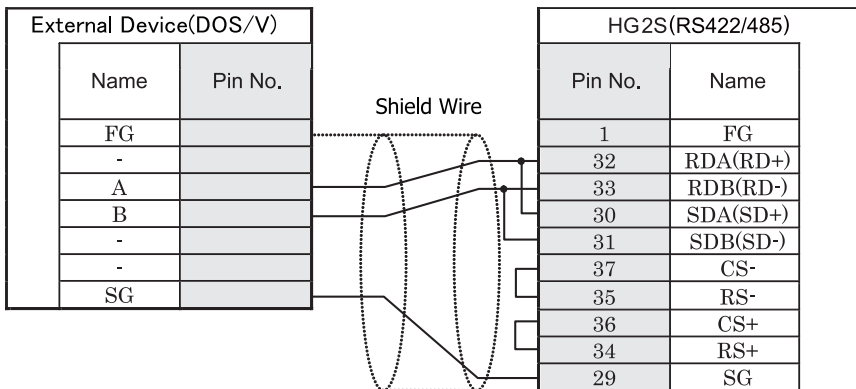 External Device(DOS/V)
Name Pin No.
FG
-
A
B
-
-
SG
Shield Wire
HG2S(RS422/485)
Pin No. Name
1 FG
32 RDA(RD+)
33 RDB(RD-)
30 SDA(SD+)
31 SDB(SD-)
37 CS-
35 RS-
36 CS+
34 RS+
29 SG